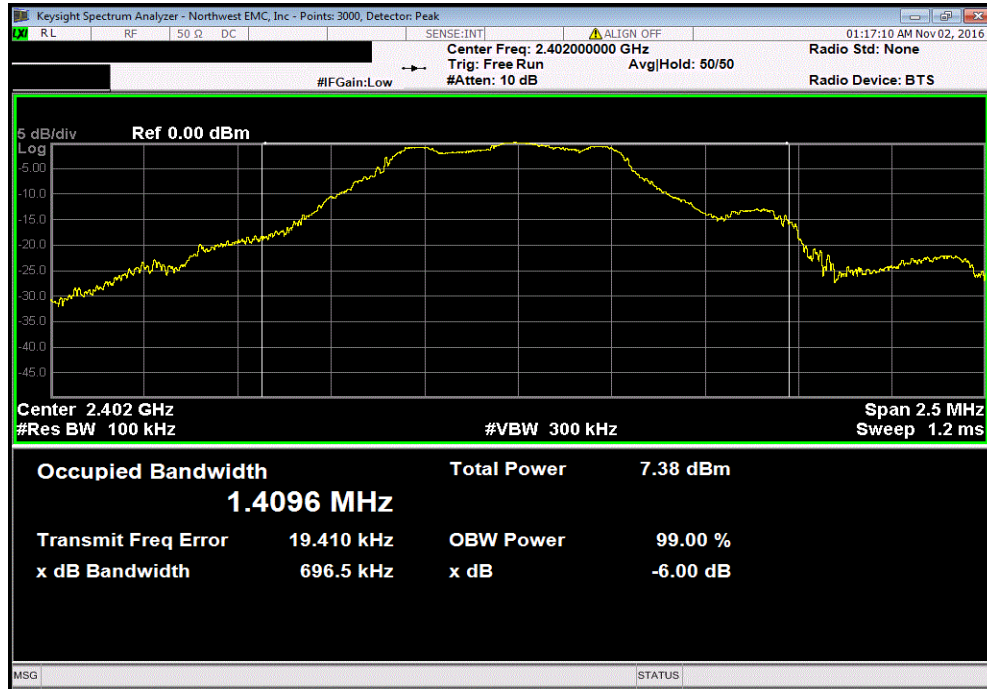 Keysight Spectrum Analyzer - Northwest EMC, Inc - Points: 3000, Detector: Peak
LXI RL RF 50 Ω DC SENSE:INT ALIGN OFF 01:17:10 AM Nov 02, 2016
Center Freq: 2.402000000 GHz Radio Std: None
Trig: Free Run Avg|Hold: 50/50
#IFGain:Low #Atten: 10 dB Radio Device: BTS
5 dB/div Ref 0.00 dBm
Log
-5.00
-10.0
-15.0
-20.0
-25.0
-30.0
-35.0
-40.0
-45.0
Center 2.402 GHz Span 2.5 MHz
#Res BW 100 kHz #VBW 300 kHz Sweep 1.2 ms
Occupied Bandwidth Total Power 7.38 dBm
1.4096 MHz
Transmit Freq Error 19.410 kHz OBW Power 99.00 %
x dB Bandwidth 696.5 kHz x dB -6.00 dB
MSG STATUS